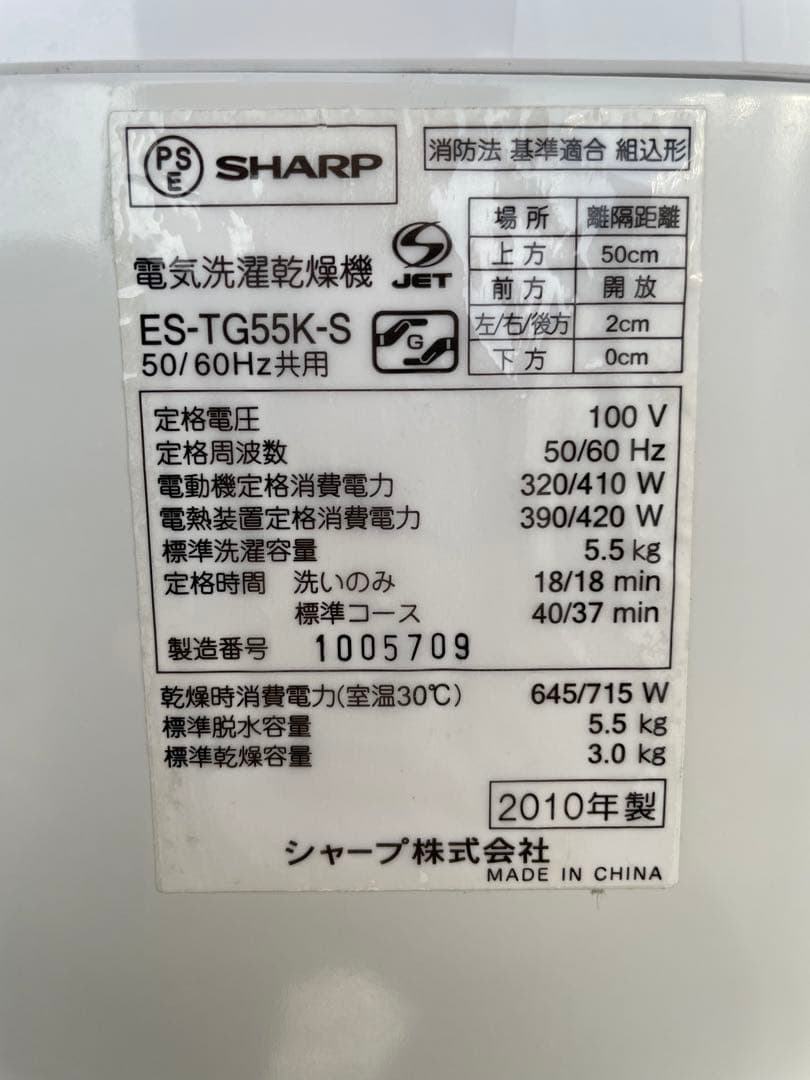 PS
E
SHARP
消防法 基準適合 組込形
場所 離隔距離
上方 50cm
前方 開放
左/右/後方 2cm
下方 0cm
S
JET
電気洗濯乾燥機
ES-TG55K-S
G
50/60Hz共用
定格電圧 100 V
定格周波数 50/60 Hz
電動機定格消費電力 320/410 W
電熱装置定格消費電力 390/420 W
標準洗濯容量 5.5 kg
定格時間 洗いのみ 18/18 min
標準コース 40/37 min
製造番号 1005709
乾燥時消費電力(室温30℃) 645/715 W
標準脱水容量 5.5 kg
標準乾燥容量 3.0 kg
2010年製
シャープ株式会社
MADE IN CHINA